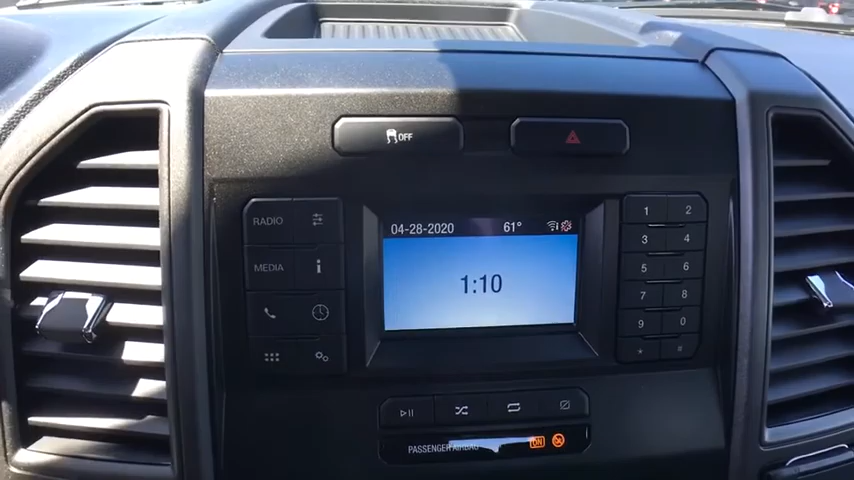 OFF
04-28-2020 61°
1:10
RADIO
MEDIA
i
1 2
3 4
5 6
7 8
9 0
* #
PASSENGER AIRBAG ON